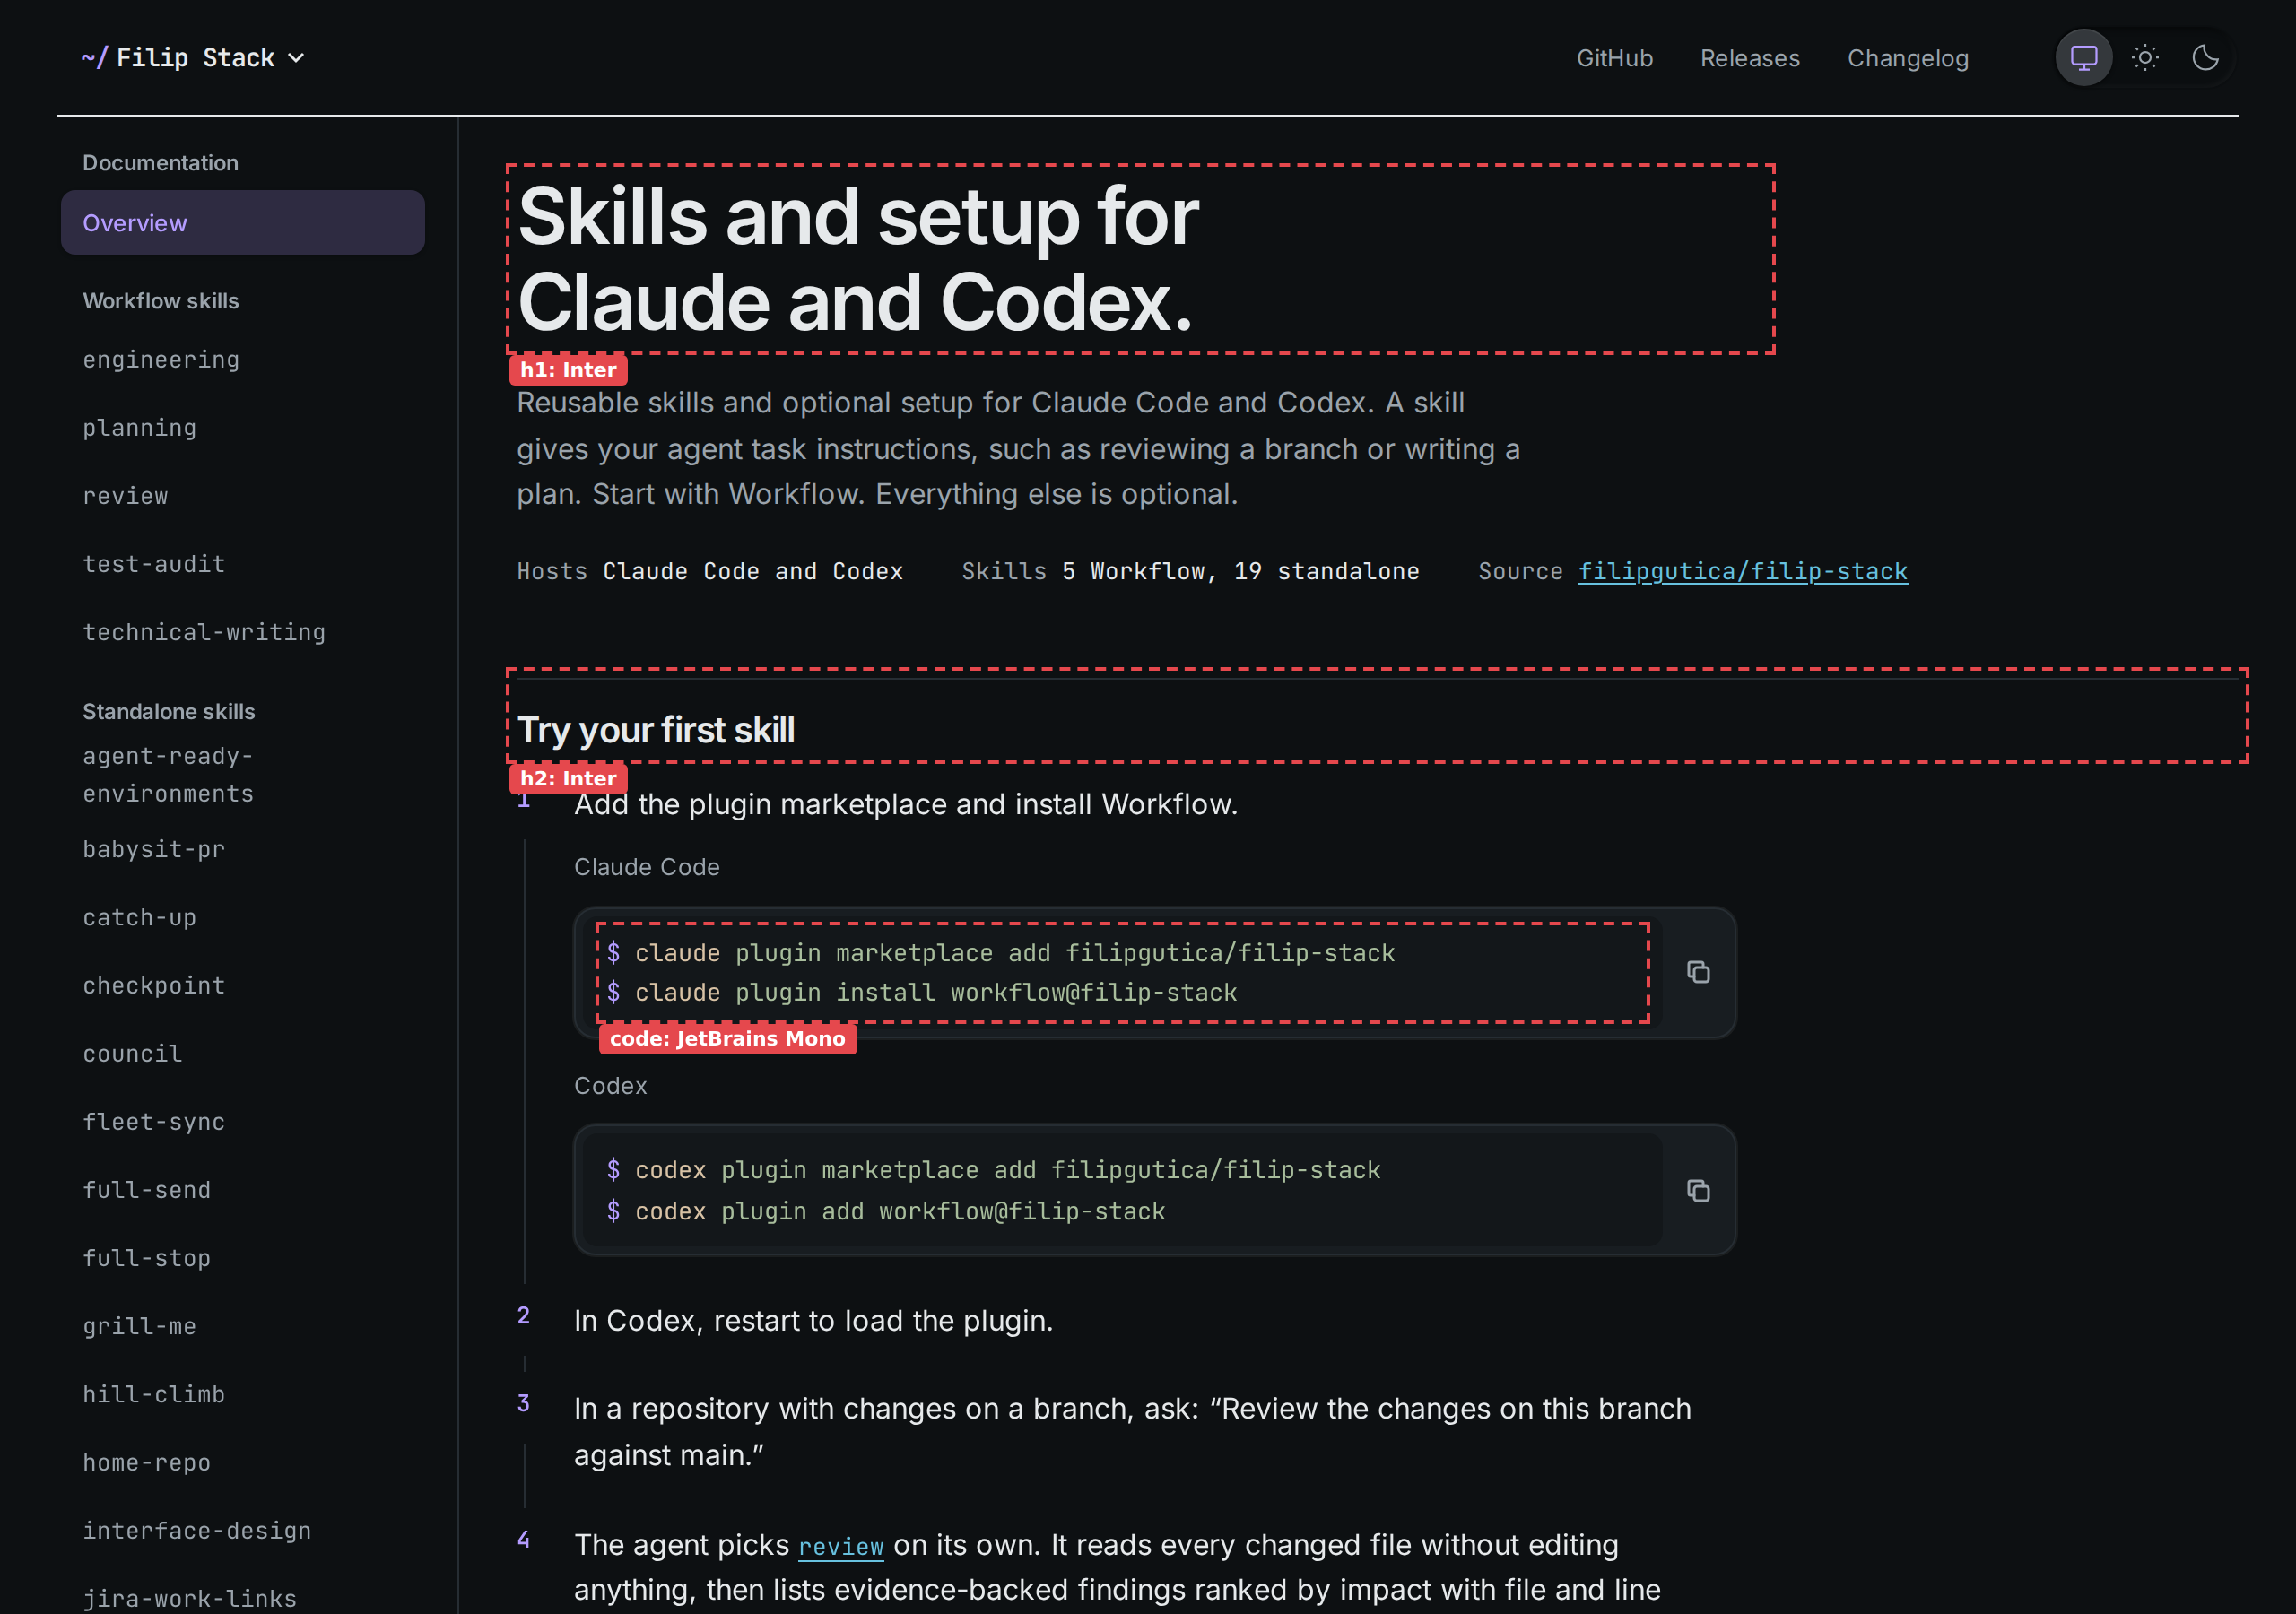 ~/ Filip Stack
GitHub Releases Changelog
Documentation
Overview
Workflow skills
engineering
planning
review
test-audit
technical-writing
Standalone skills
agent-ready-
environments
babysit-pr
catch-up
checkpoint
council
fleet-sync
full-send
full-stop
grill-me
hill-climb
home-repo
interface-design
jira-work-links
Skills and setup for
Claude and Codex.
h1: Inter
Reusable skills and optional setup for Claude Code and Codex. A skill
gives your agent task instructions, such as reviewing a branch or writing a
plan. Start with Workflow. Everything else is optional.
Hosts Claude Code and Codex Skills 5 Workflow, 19 standalone Source filipgutica/filip-stack
Try your first skill
h2: Inter
1 Add the plugin marketplace and install Workflow.
Claude Code
$ claude plugin marketplace add filipgutica/filip-stack
$ claude plugin install workflow@filip-stack
code: JetBrains Mono
Codex
$ codex plugin marketplace add filipgutica/filip-stack
$ codex plugin add workflow@filip-stack
2 In Codex, restart to load the plugin.
3 In a repository with changes on a branch, ask: “Review the changes on this branch
against main.”
4 The agent picks review on its own. It reads every changed file without editing
anything, then lists evidence-backed findings ranked by impact with file and line